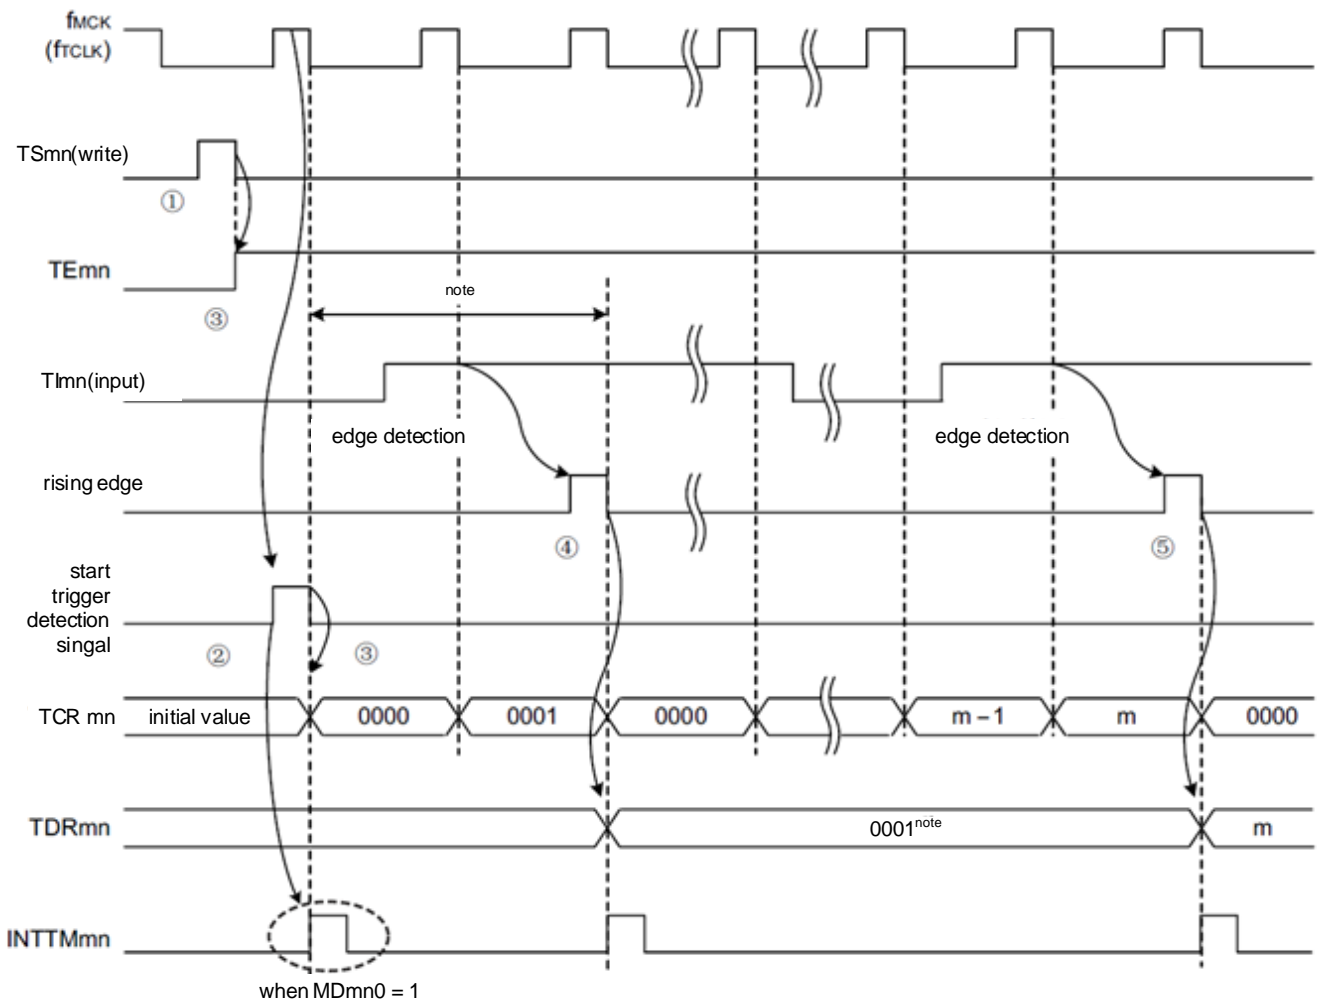 fMCK
(fTCLK)
TSmn(write)
①
TEmn
③
note
TImn(input)
edge detection
edge detection
rising edge
④
⑤
start
trigger
detection
singal
②
③
TCR mn
initial value
0000
0001
0000
m – 1
m
0000
TDRmn
0001note
m
INTTMmn
when MDmn0 = 1